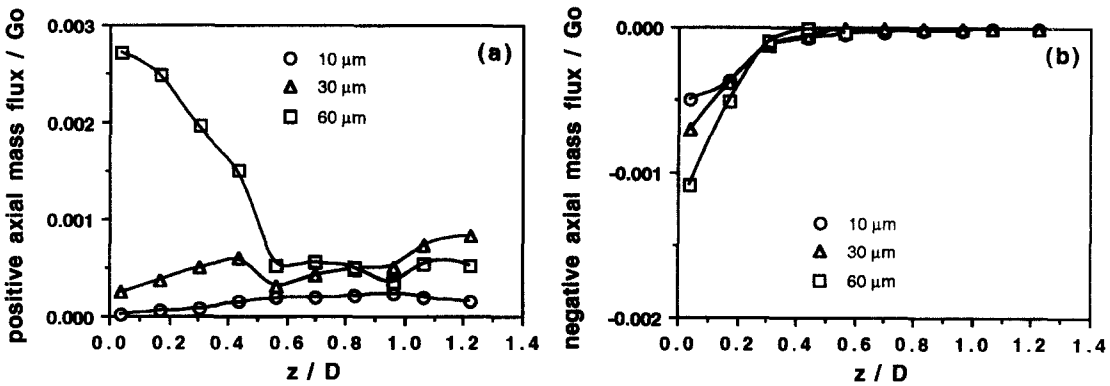 positive axial mass flux / Go
0.003
0.002
0.001
0.000
(a)
10 μm
30 μm
60 μm
0.0 0.2 0.4 0.6 0.8 1.0 1.2 1.4
z / D
negative axial mass flux / Go
0.000
-0.001
-0.002
(b)
10 μm
30 μm
60 μm
0.0 0.2 0.4 0.6 0.8 1.0 1.2 1.4
z / D